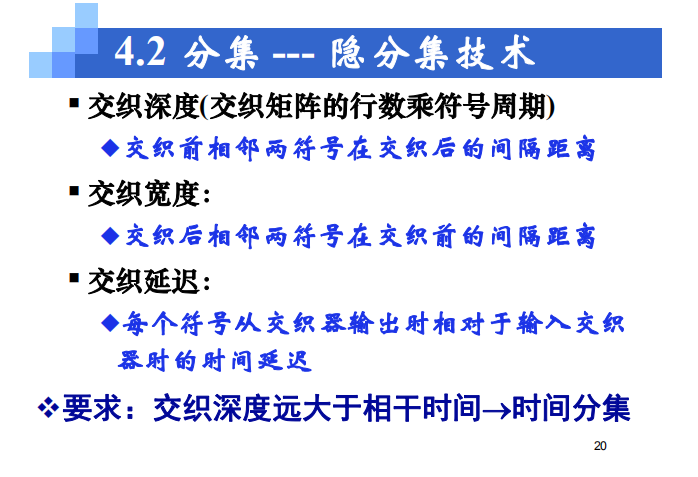 4.2 分集 --- 隐分集技术
交织深度(交织矩阵的行数乘符号周期)
交织前相邻两符号在交织后的间隔距离
交织宽度：
交织后相邻两符号在交织前的间隔距离
交织延迟：
每个符号从交织器输出时相对于输入交织
器时的时间延迟
要求：交织深度远大于相干时间→时间分集
20